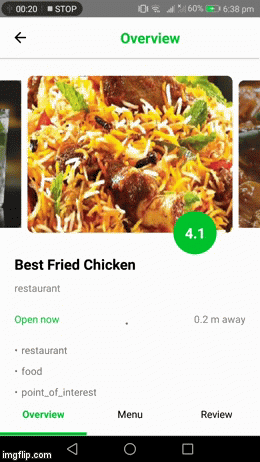 00:20 STOP 60% 6:38 pm
Overview
4.1
Best Fried Chicken
restaurant
Open now 0.2 m away
• restaurant
• food
• point_of_interest
Overview Menu Review
imgflip.com